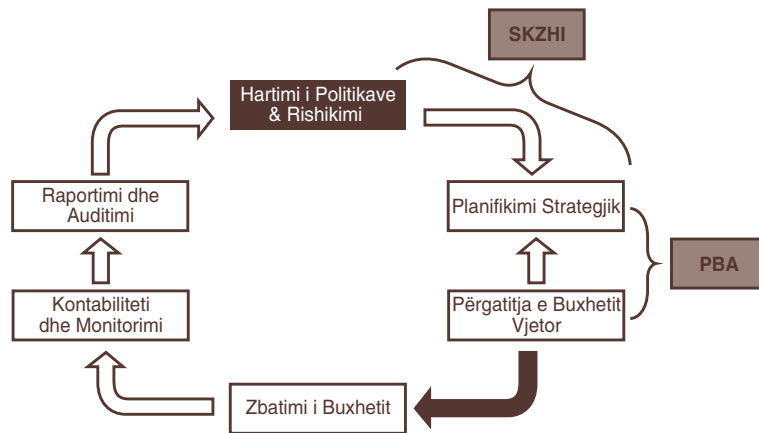 SKZHI
Hartimi i Politikave
& Rishikimi
Raportimi dhe
Auditimi
Planifikimi Strategjik
PBA
Kontabiliteti
dhe Monitorimi
Përgatitja e Buxhetit
Vjetor
Zbatimi i Buxhetit